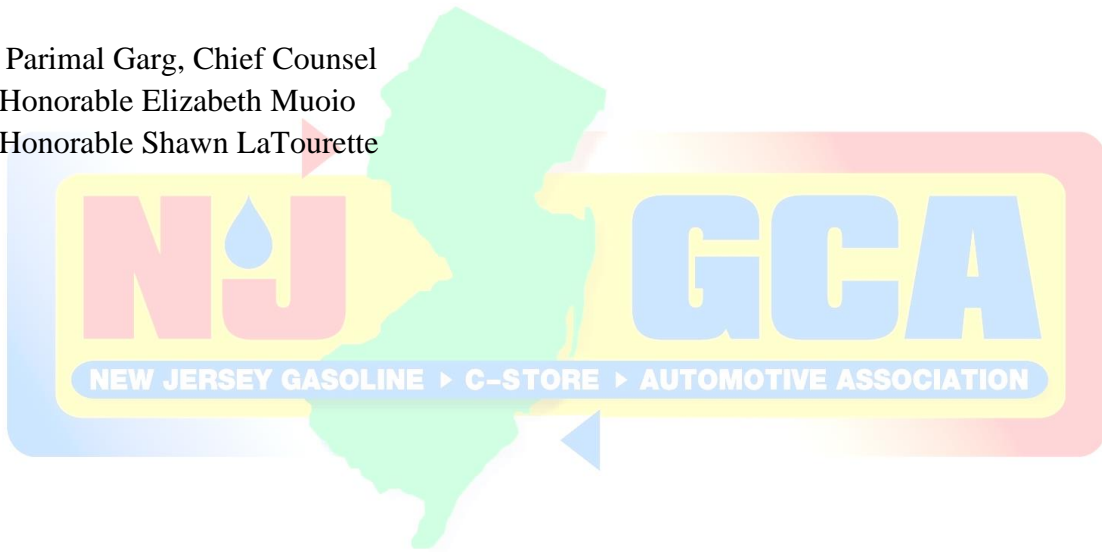 Parimal Garg, Chief Counsel
Honorable Elizabeth Muoio
Honorable Shawn LaTourette
NJ GCA
NEW JERSEY GASOLINE ▸ C-STORE ▸ AUTOMOTIVE ASSOCIATION